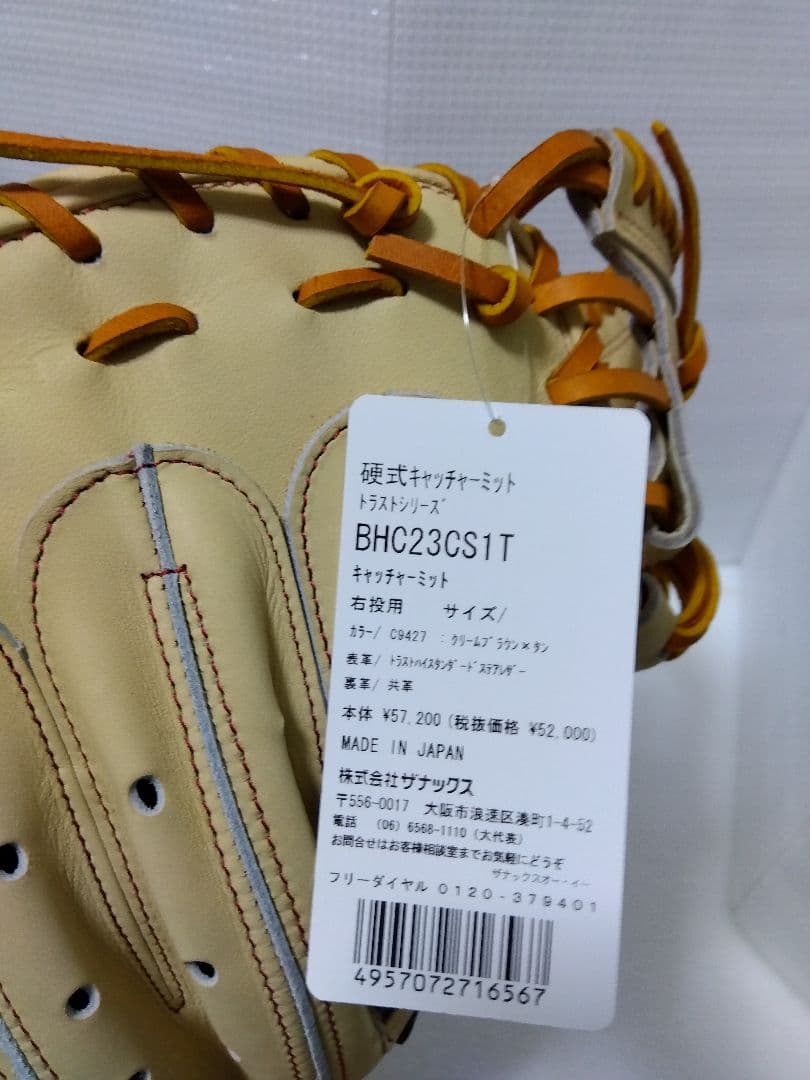 硬式ｷｬｯﾁｬｰﾐｯﾄ
ﾄﾗｽﾄｼﾘｰｽﾞ
BHC23CS1T
ｷｬｯﾁｬｰﾐｯﾄ
右投用 サイズ/
ｶﾗｰ/ C9427 : ｸﾘｰﾑﾌﾞﾗｳﾝ×ﾀﾝ
表革/ ﾄﾗｽﾄﾊｲｽﾀﾝﾀﾞｰﾄﾞｽﾃｱﾚｻﾞｰ
裏革/ 共革
本体 ¥57,200 (税抜価格 ¥52,000)
MADE IN JAPAN
株式会社ザナックス
〒556-0017 大阪市浪速区湊町1-4-52
電話 (06) 6568-1110 (大代表)
お問合せはお客様相談室までお気軽にどうぞ
ザナックスオー・イー
フリーダイヤル 0120-379401
4957072716567